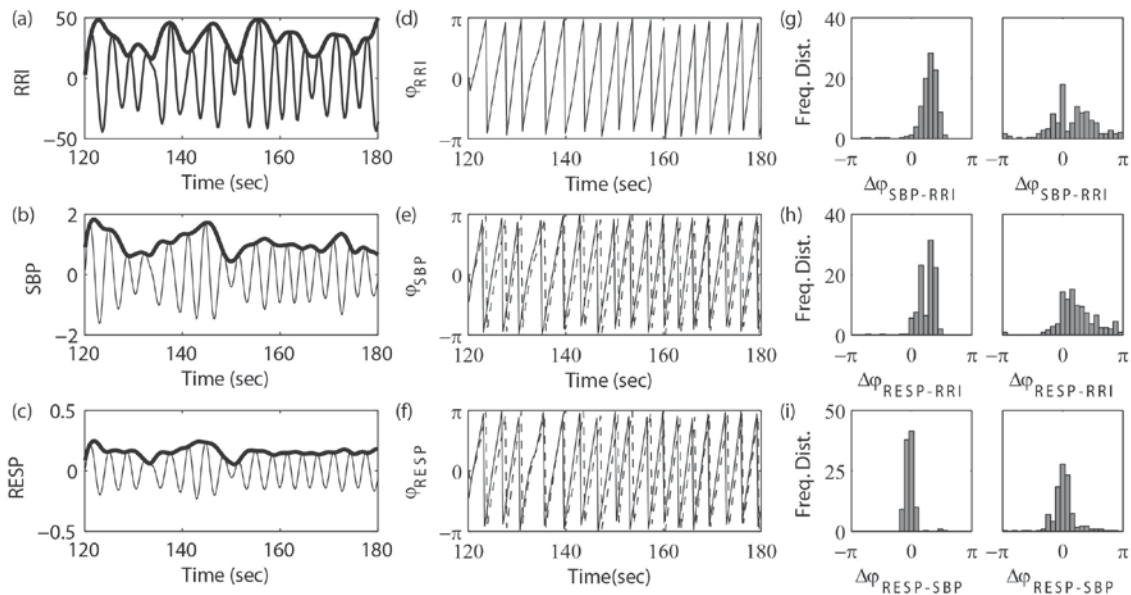 (a)
50
0
−50
RRI
120
140
160
180
Time (sec)
(d)
π
0
−π
φRRI
120
140
160
180
Time (sec)
(g)
40
20
0
Freq. Dist.
−π
0
π
ΔφSBP-RRI
−π
0
π
ΔφSBP-RRI
(b)
2
0
−2
SBP
120
140
160
180
Time (sec)
(e)
π
0
−π
φSBP
120
140
160
180
Time (sec)
(h)
40
20
0
Freq. Dist.
−π
0
π
ΔφRESP-RRI
−π
0
π
ΔφRESP-RRI
(c)
0.5
0
−0.5
RESP
120
140
160
180
Time (sec)
(f)
π
0
−π
φRESP
120
140
160
180
Time(sec)
(i)
50
25
0
Freq. Dist.
−π
0
π
ΔφRESP-SBP
−π
0
π
ΔφRESP-SBP